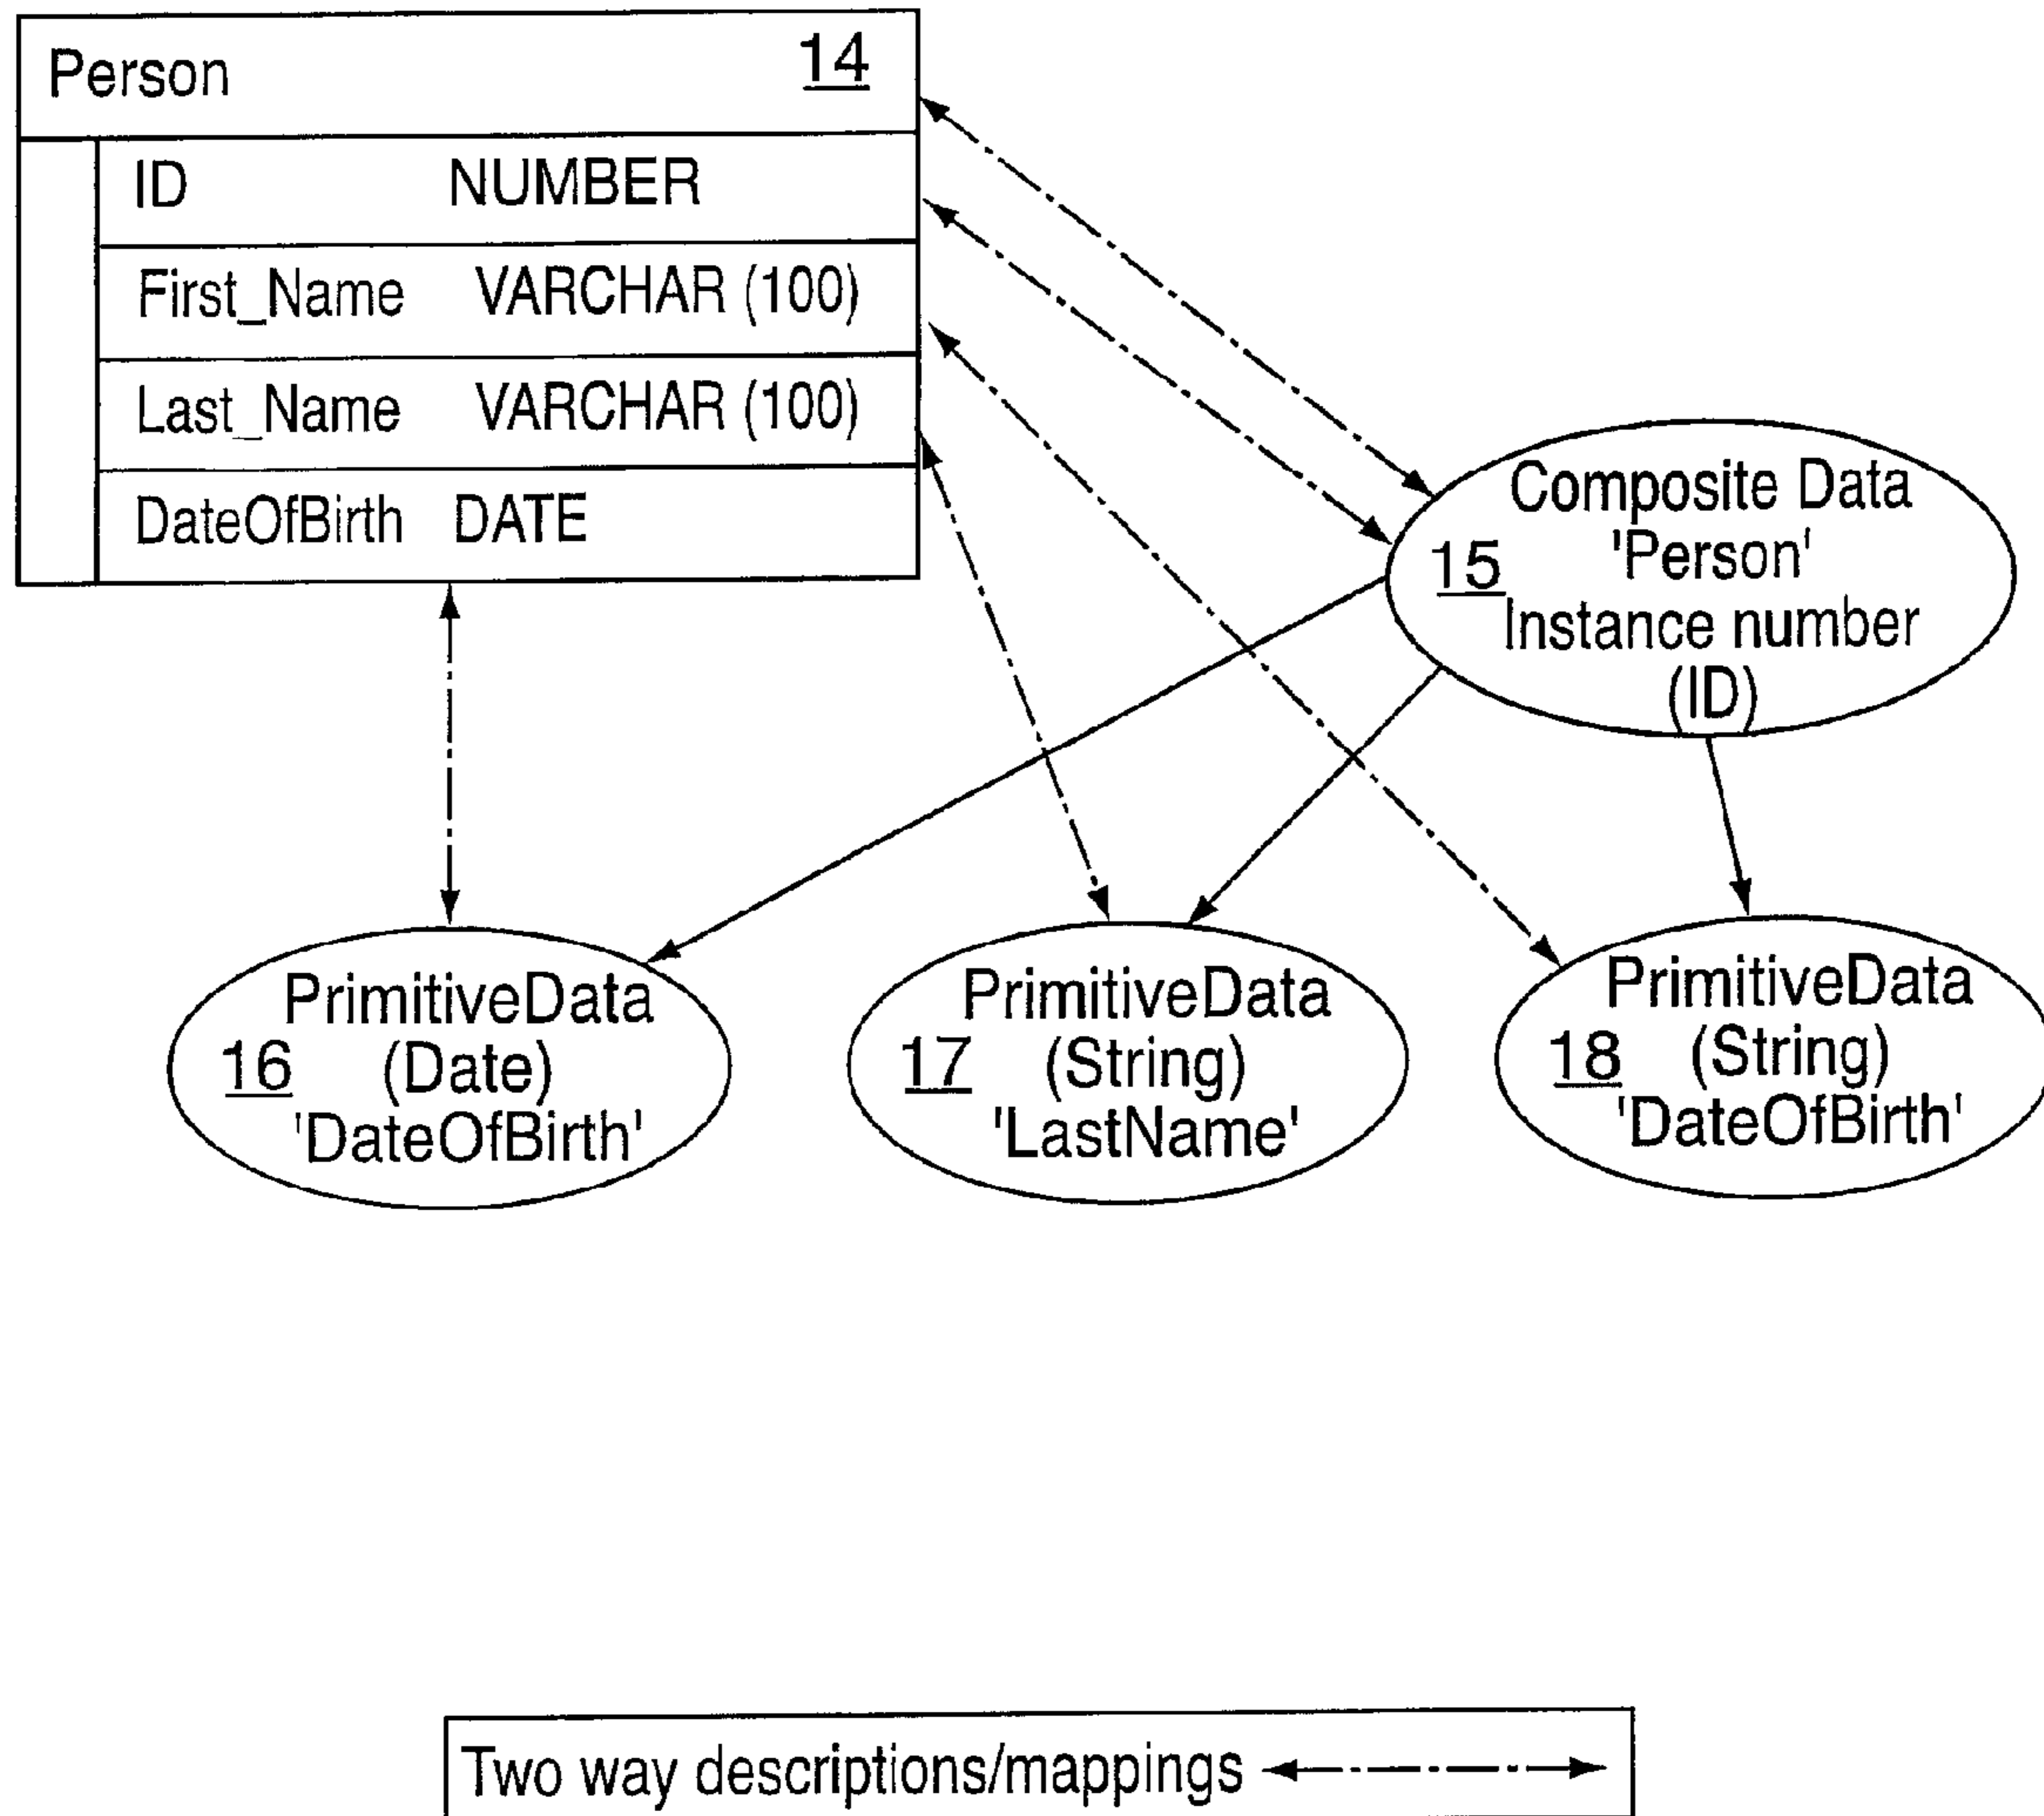 Person 14
ID NUMBER
First_Name VARCHAR (100)
Last_Name VARCHAR (100)
DateOfBirth DATE
Composite Data
'Person'
15
Instance number
(ID)
PrimitiveData
16 (Date)
'DateOfBirth'
PrimitiveData
17 (String)
'LastName'
PrimitiveData
18 (String)
'DateOfBirth'
Two way descriptions/mappings